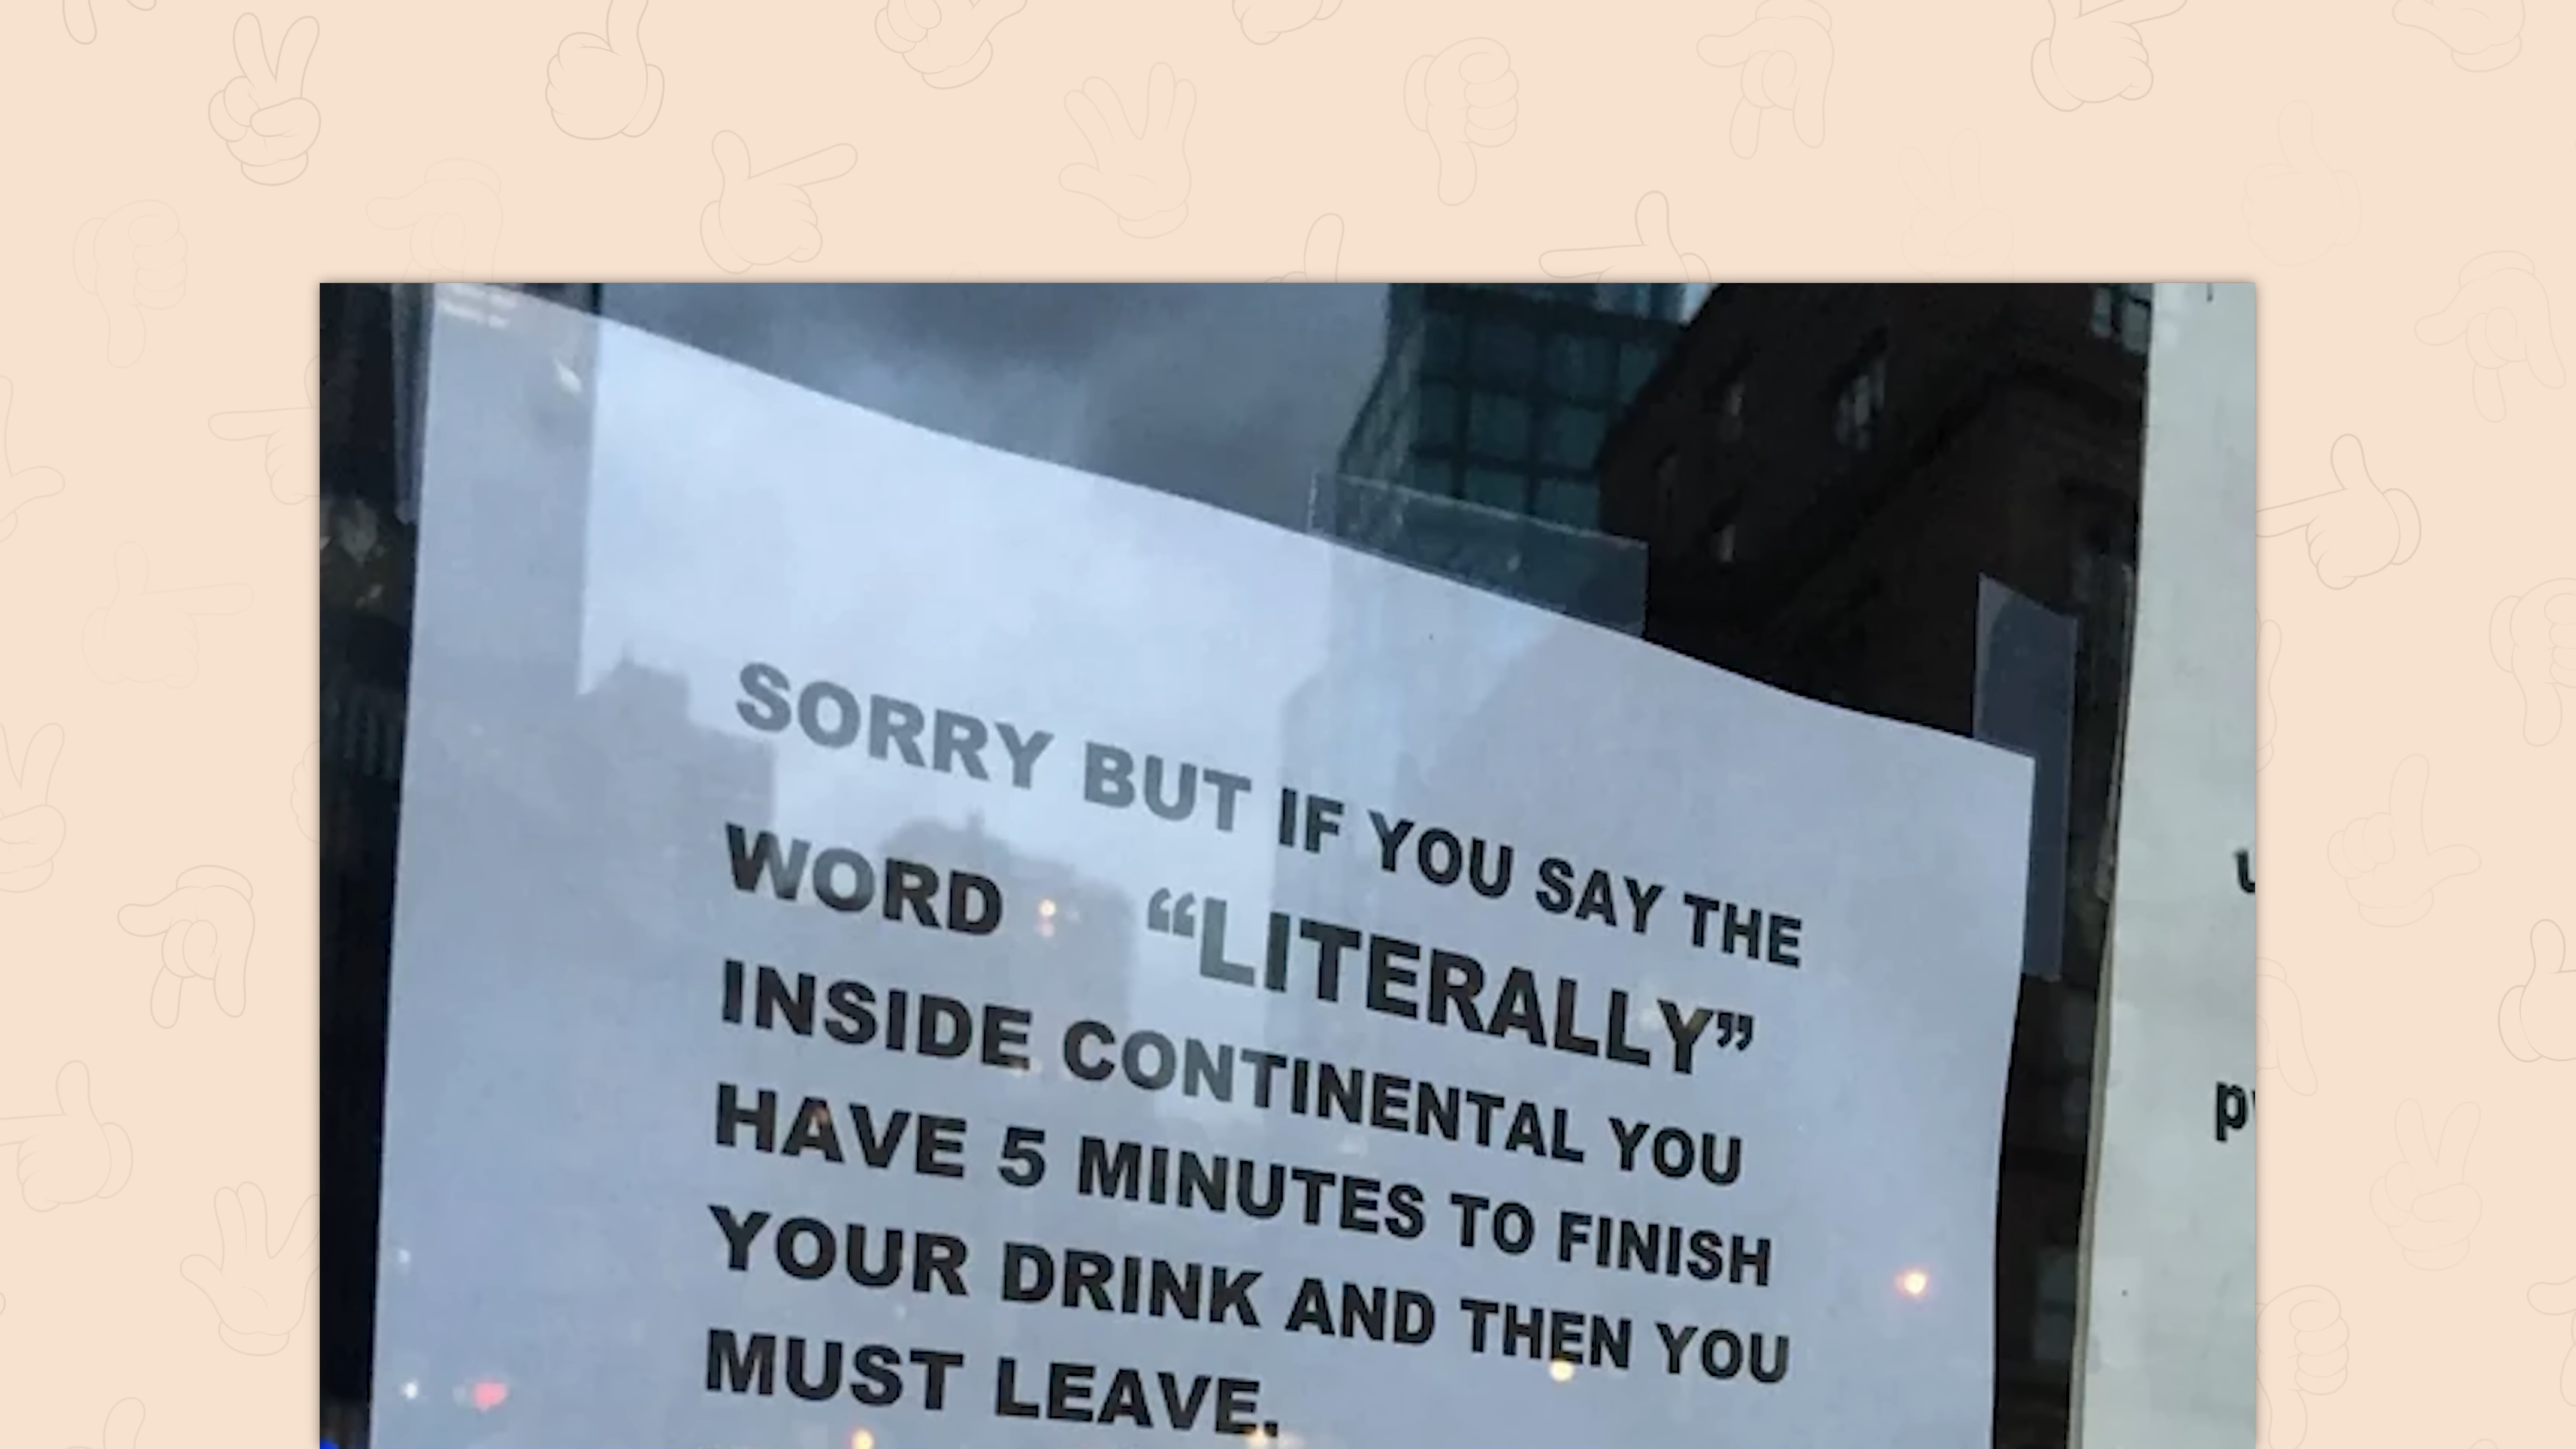 SORRY BUT IF YOU SAY THE
WORD “LITERALLY”
INSIDE CONTINENTAL YOU
HAVE 5 MINUTES TO FINISH
YOUR DRINK AND THEN YOU
MUST LEAVE.